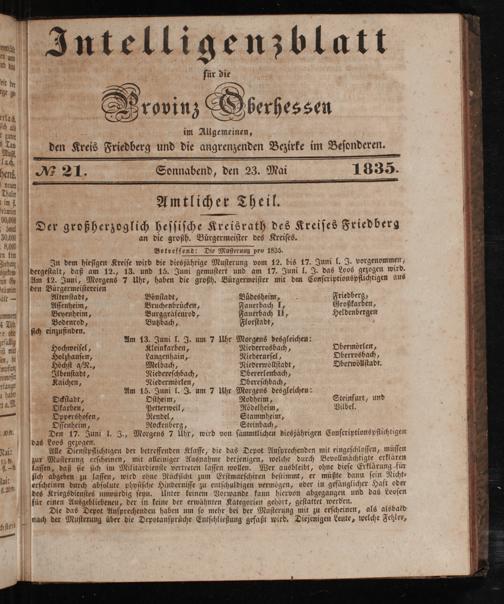 Intelligenzblatt
für die
Provinz Oberhessen
im Allgemeinen,
den Kreis Friedberg und die angrenzenden Bezirke im Besonderen.
№ 21. Sonnabend, den 23. Mai 1835.
Amtlicher Theil.
Der großherzoglich hessische Kreisrath des Kreises Friedberg
an die großh. Bürgermeister des Kreises.
Betreffend: Die Musterung pro 1835.
In dem hiesigen Kreise wird die diesjährige Musterung vom 12. bis 17. Juni l. J. vorgenommen,
dergestalt, daß am 12., 13. und 15. Juni gemustert und am 17. Juni l. J. das Loos gezogen wird.
Am 12. Juni, Morgens 7 Uhr, haben die großh. Bürgermeister mit den Conscriptionspflichtigen aus
den Bürgermeistereien
Altenstadt, Bönstadt, Büdesheim, Friedberg,
Assenheim, Bruchenbrücken, Fauerbach I, Großkarben,
Beyenheim, Burggräfenrod, Fauerbach II, Heldenbergen
Bodenrod, Butzbach, Florstadt,
sich einzufinden.
Am 13. Juni l. J. um 7 Uhr Morgens desgleichen:
Hochweisel, Kleinkarben, Niederrosbach, Obermörlen,
Holzhausen, Langenhain, Niederursel, Oberrosbach,
Höchst a/N., Melbach, Niederwöllstadt, Oberwöllstadt.
Ilbenstadt, Niedereschbach, Obererlenbach,
Kaichen, Niedermörlen, Obereschbach,
Am 15. Juni l. J. um 7 Uhr Morgens desgleichen:
Ockstadt, Ostheim, Rodheim, Steinfurt, und
Okarben, Petterweil, Rödelheim, Vilbel.
Oppershofen, Rendel, Stammheim,
Ossenheim, Rockenberg, Steinbach,
Den 17. Juni l. J., Morgens 7 Uhr, wird von sämmtlichen diesjährigen Conscriptionspflichtigen
das Loos gezogen.
Alle Dienstpflichtigen der betreffenden Klasse, die das Depot Ansprechenden mit eingeschlossen, müssen
zur Musterung erscheinen, mit alleiniger Ausnahme derjenigen, welche durch Bevollmächtigte erklären
lassen, daß sie sich im Militärdienste vertreten lassen wollen. Wer ausbleibt, ohne diese Erklärung für
sich abgeben zu lassen, wird ohne Rücksicht zum Ersteinerscheinen bestimmt, er müßte dann sein Nicht-
erscheinen durch absolute physische Hindernisse zu entschuldigen vermögen, oder in gefänglicher Haft oder
des Kriegsdienstes unwürdig seyn. Unter keinem Vorwande kann hiervon abgegangen und das Loosen
für einen Ausgebliebenen, der in keine der erwähnten Kategorien gehört, gestattet werden.
Die das Depot Ansprechenden haben um so mehr bei der Musterung mit zu erscheinen, als alsbald
nach der Musterung über die Depotansprüche Entschließung gefaßt wird. Diejenigen Leute, welche Fehler,